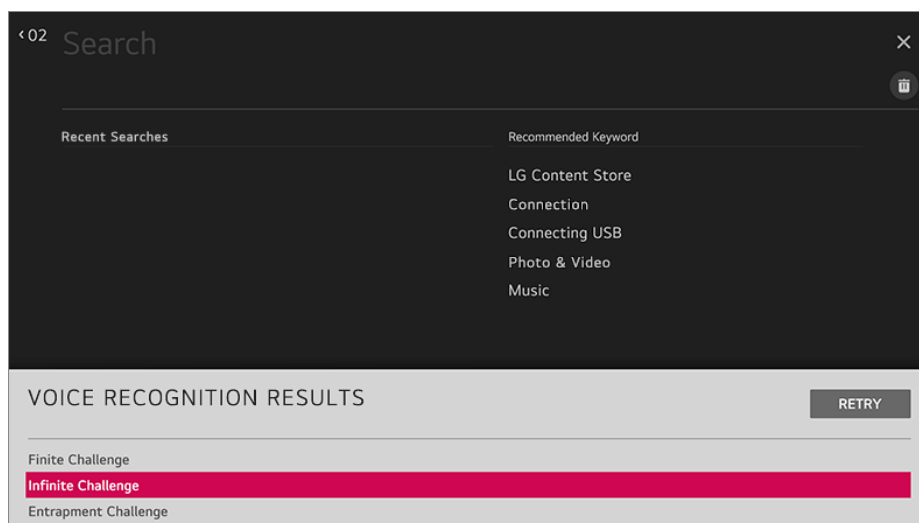 ‹02
Search
Recent Searches
Recommended Keyword
LG Content Store
Connection
Connecting USB
Photo & Video
Music
VOICE RECOGNITION RESULTS
RETRY
Finite Challenge
Infinite Challenge
Entrapment Challenge